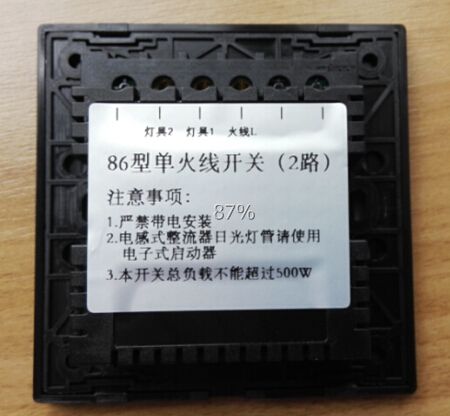 灯具2 灯具1 火线L
86型单火线开关（2路）
注意事项:
87%
1.严禁带电安装
2.电感式整流器日光灯管请使用
电子式启动器
3.本开关总负载不能超过500W